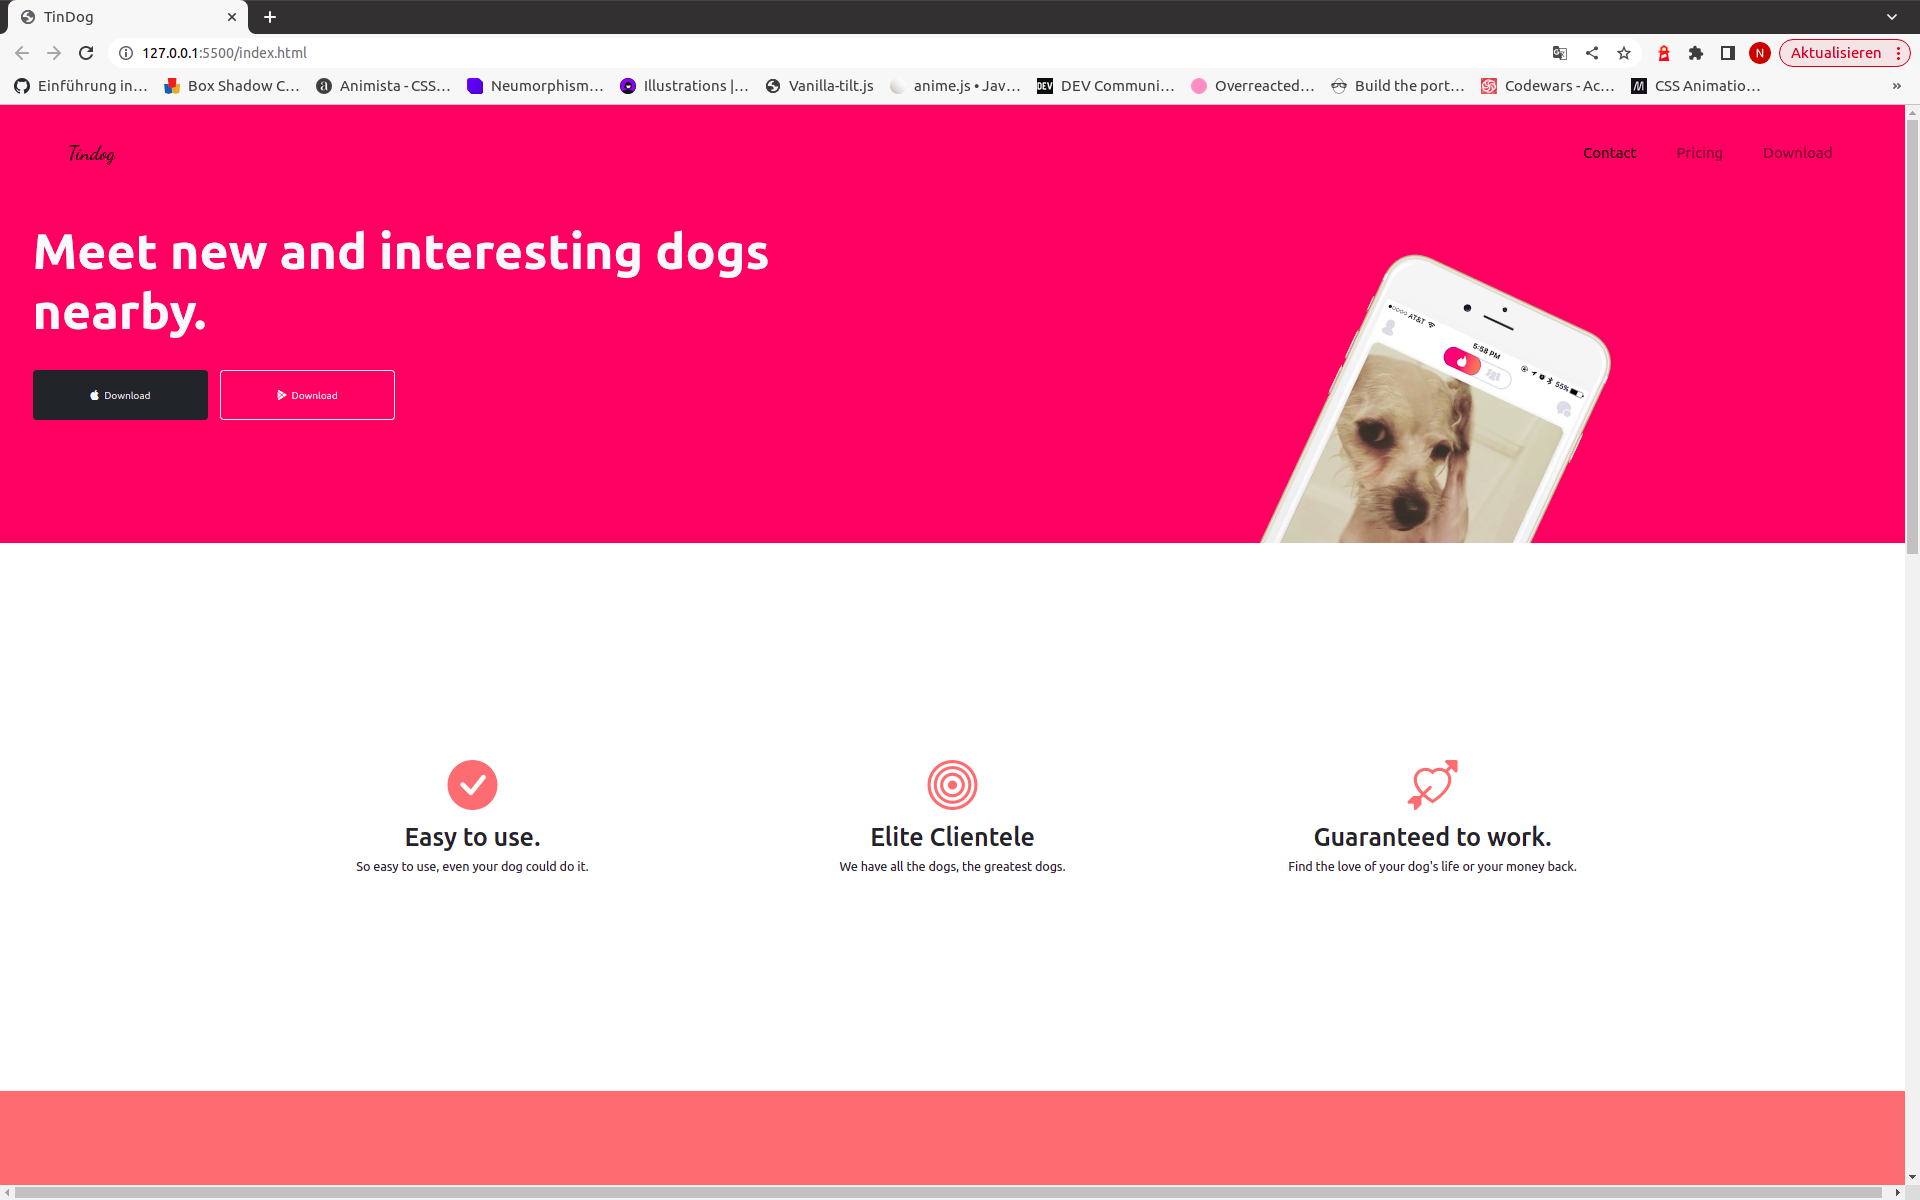 TinDog
127.0.0.1:5500/index.html
N
Aktualisieren
Einführung in…
Box Shadow C…
a
Animista - CSS…
Neumorphism…
Illustrations |…
Vanilla-tilt.js
anime.js • Jav…
DEV
DEV Communi…
Overreacted…
Build the port…
Codewars - Ac…
M
CSS Animatio…
»
Tindog
Contact
Pricing
Download
Meet new and interesting dogs
nearby.
Download
Download
AT&T
5:58 PM
55%
Easy to use.
So easy to use, even your dog could do it.
Elite Clientele
We have all the dogs, the greatest dogs.
Guaranteed to work.
Find the love of your dog's life or your money back.